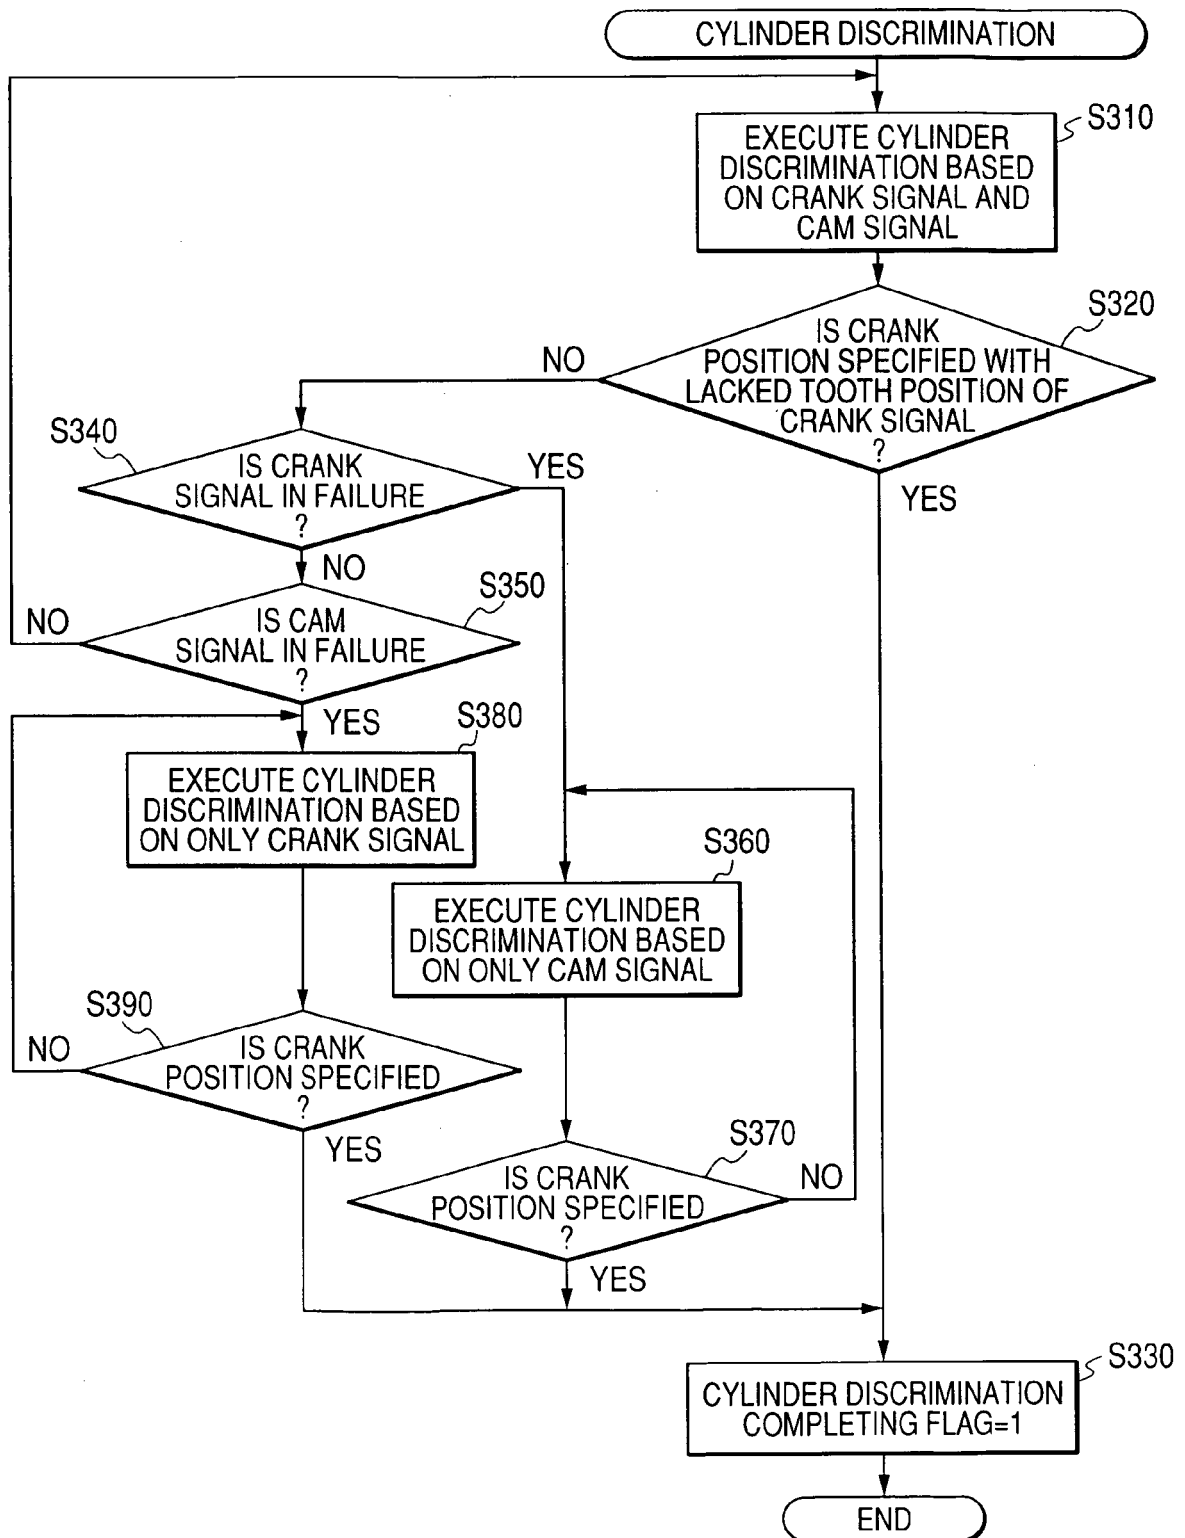 CYLINDER DISCRIMINATION
S310
EXECUTE CYLINDER
DISCRIMINATION BASED
ON CRANK SIGNAL AND
CAM SIGNAL
S320
IS CRANK
POSITION SPECIFIED WITH
LACKED TOOTH POSITION OF
CRANK SIGNAL
?
NO
YES
S340
IS CRANK
SIGNAL IN FAILURE
?
YES
NO
S350
IS CAM
SIGNAL IN FAILURE
?
NO
YES
S380
EXECUTE CYLINDER
DISCRIMINATION BASED
ON ONLY CRANK SIGNAL
S360
EXECUTE CYLINDER
DISCRIMINATION BASED
ON ONLY CAM SIGNAL
S390
IS CRANK
POSITION SPECIFIED
?
NO
YES
S370
IS CRANK
POSITION SPECIFIED
?
NO
YES
S330
CYLINDER DISCRIMINATION
COMPLETING FLAG=1
END